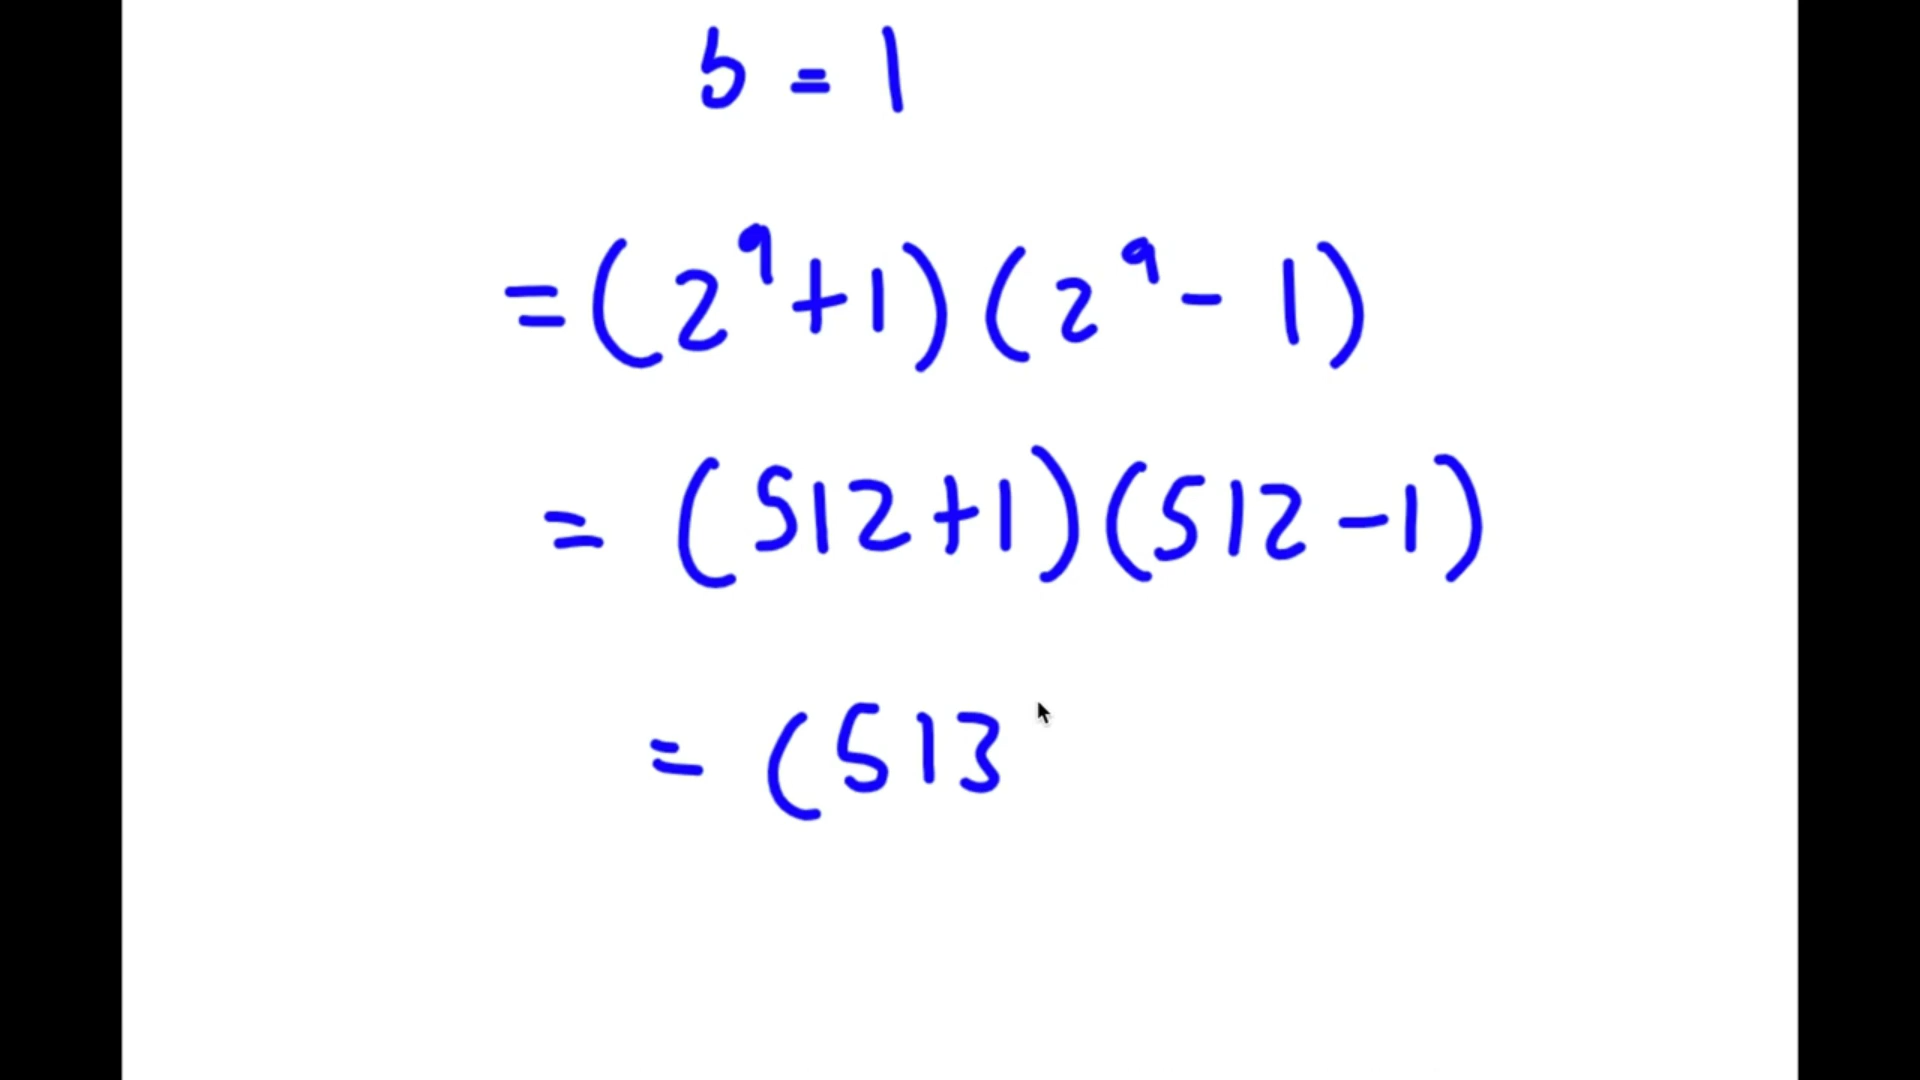 b = 1
= (2⁹ + 1) (2⁹ - 1)
= (512 + 1) (512 - 1)
= (513